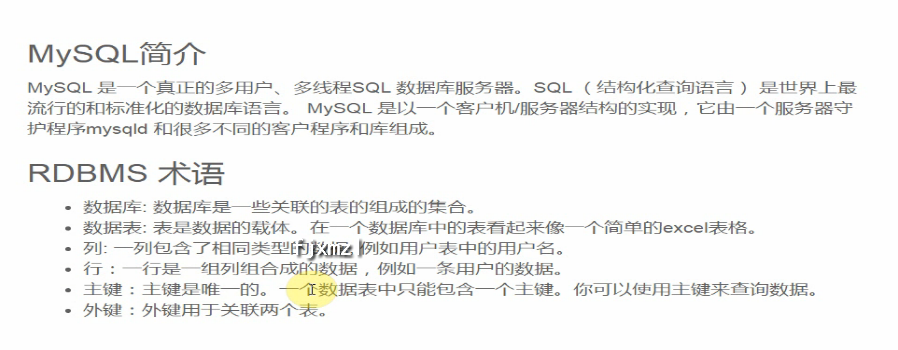 MySQL简介
MySQL 是一个真正的多用户、多线程SQL 数据库服务器。SQL （ 结构化查询语言 ） 是世界上最
流行的和标准化的数据库语言。 MySQL 是以一个客户机/服务器结构的实现，它由一个服务器守
护程序mysqld 和很多不同的客户程序和库组成。
RDBMS 术语
• 数据库: 数据库是一些关联的表的组成的集合。
• 数据表: 表是数据的载体。在一个数据库中的表看起来像一个简单的excel表格。
• 列: 一列包含了相同类型的 例如用户表中的用户名。
• 行：一行是一组列组合成的数据，例如一条用户的数据。
• 主键：主键是唯一的。一个数据表中只能包含一个主键。你可以使用主键来查询数据。
• 外键：外键用于关联两个表。